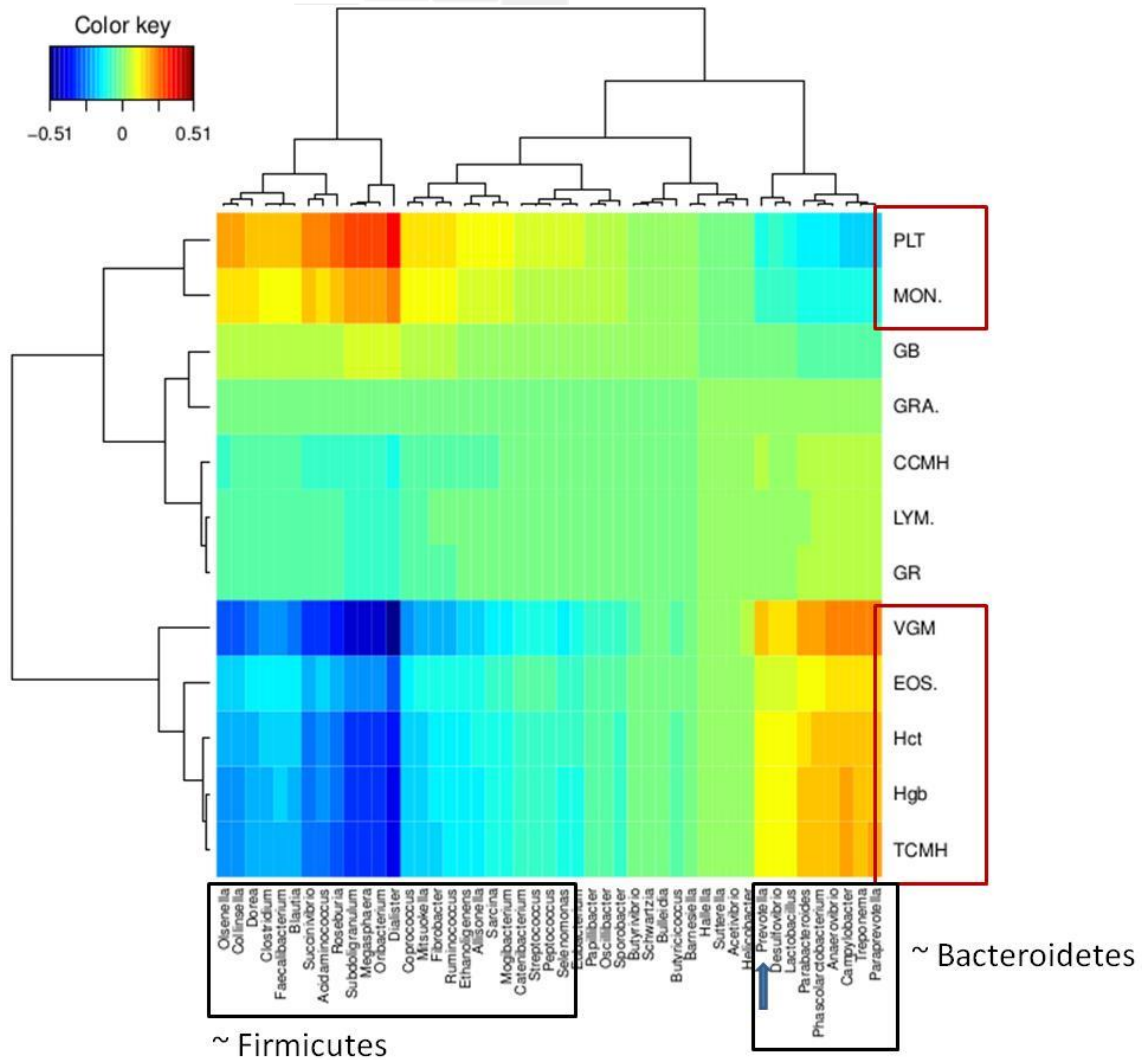 Color key
−0.51 0 0.51
PLT
MON.
GB
GRA.
CCMH
LYM.
GR
VGM
EOS.
Hct
Hgb
TCMH
Olsenella
Collinsella
Dorea
Clostridium
Faecalibacterium
Blautia
Succinivibrio
Acidaminococcus
Roseburia
Subdoligranulum
Megasphaera
Oribacterium
Dialister
Coprococcus
Mitsuokella
Fibrobacter
Ruminococcus
Ethanoligenens
Allisonella
Sarcina
Mogibacterium
Catenibacterium
Streptococcus
Peptococcus
Selenomonas
Eubacterium
Papillibacter
Oscillibacter
Sporobacter
Butyrivibrio
Schwartzia
Bulleidia
Butyricicoccus
Barnesiella
Hallella
Sutterella
Acetivibrio
Helicobacter
Prevotella
Desulfovibrio
Lactobacillus
Parabacteroides
Phascolarctobacterium
Anaerovibrio
Campylobacter
Treponema
Paraprevotella
~ Bacteroidetes
~ Firmicutes